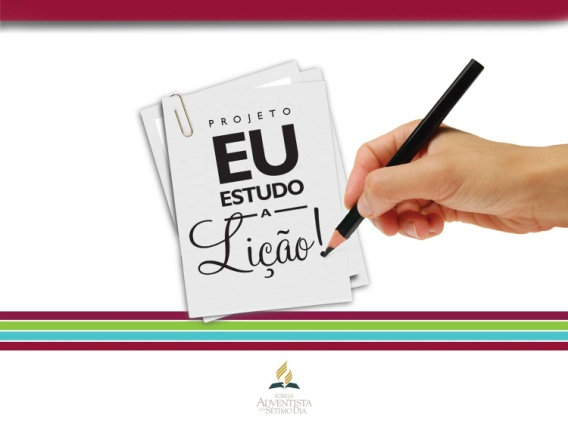 PROJETO
EU
ESTUDO
A
Lição!
IGREJA
ADVENTISTA
DO SÉTIMO DIA